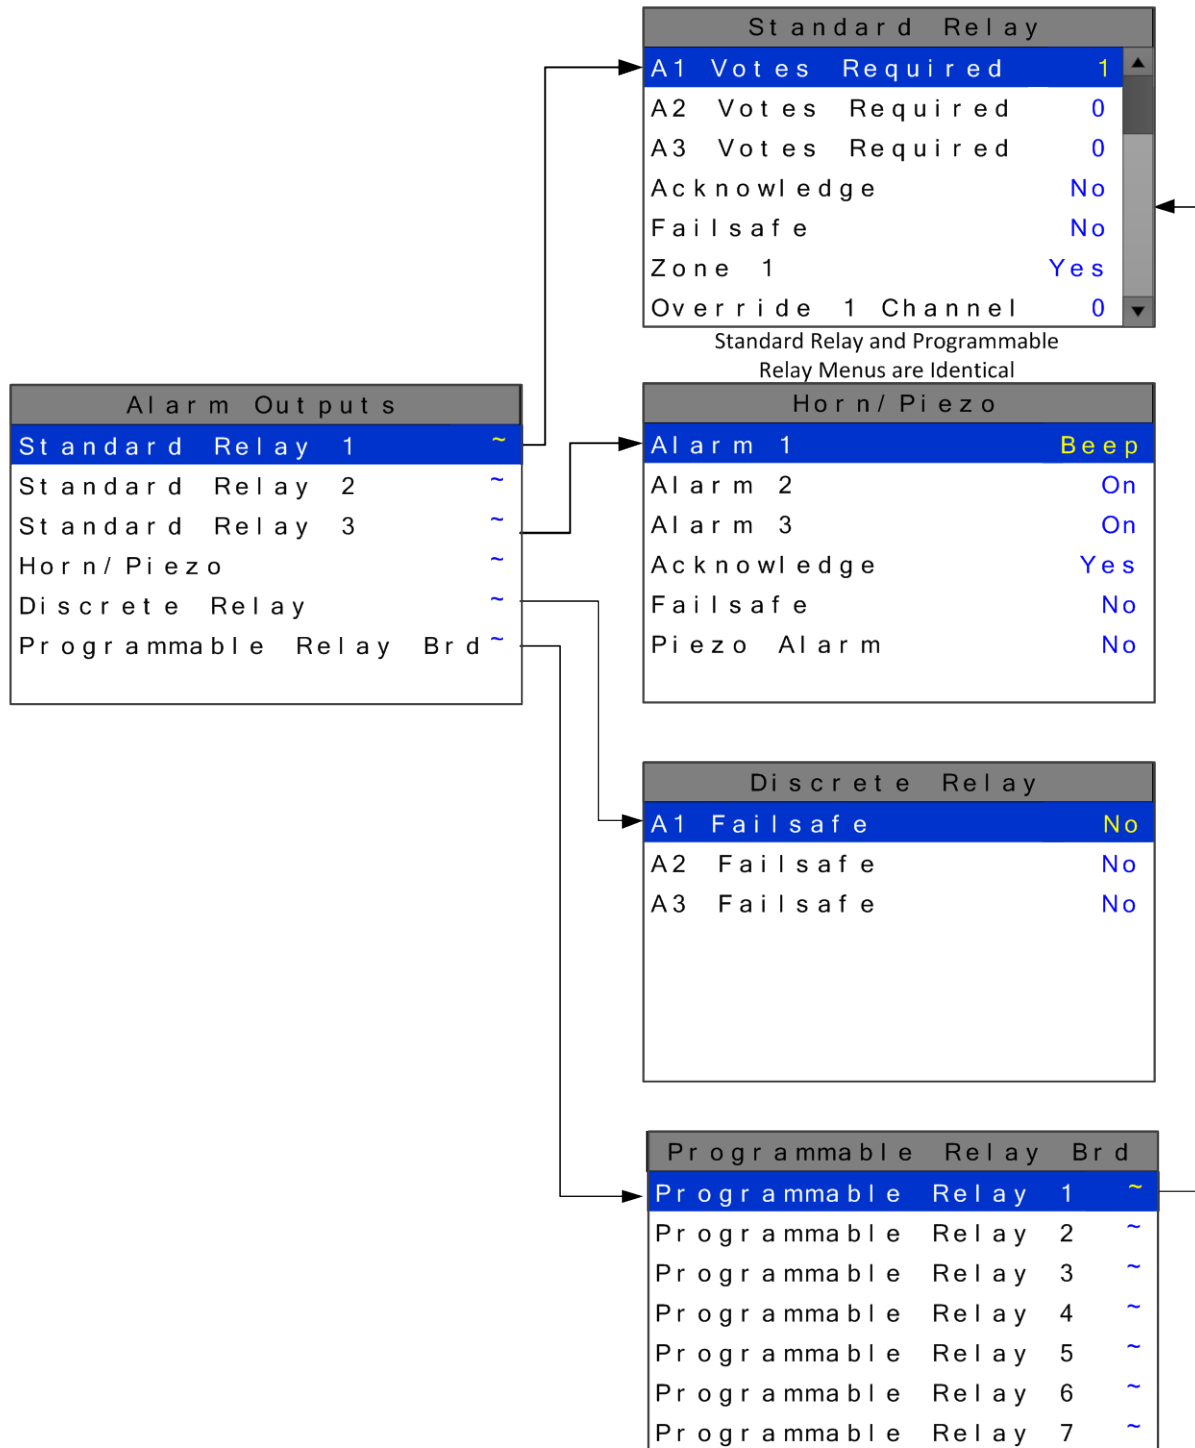 Standard Relay
A1 Votes Required 1
A2 Votes Required 0
A3 Votes Required 0
Acknowledge No
Failsafe No
Zone 1 Yes
Override 1 Channel 0
Standard Relay and Programmable
Relay Menus are Identical
Alarm Outputs
Standard Relay 1 ~
Standard Relay 2 ~
Standard Relay 3 ~
Horn/Piezo ~
Discrete Relay ~
Programmable Relay Brd ~
Horn/Piezo
Alarm 1 Beep
Alarm 2 On
Alarm 3 On
Acknowledge Yes
Failsafe No
Piezo Alarm No
Discrete Relay
A1 Failsafe No
A2 Failsafe No
A3 Failsafe No
Programmable Relay Brd
Programmable Relay 1 ~
Programmable Relay 2 ~
Programmable Relay 3 ~
Programmable Relay 4 ~
Programmable Relay 5 ~
Programmable Relay 6 ~
Programmable Relay 7 ~